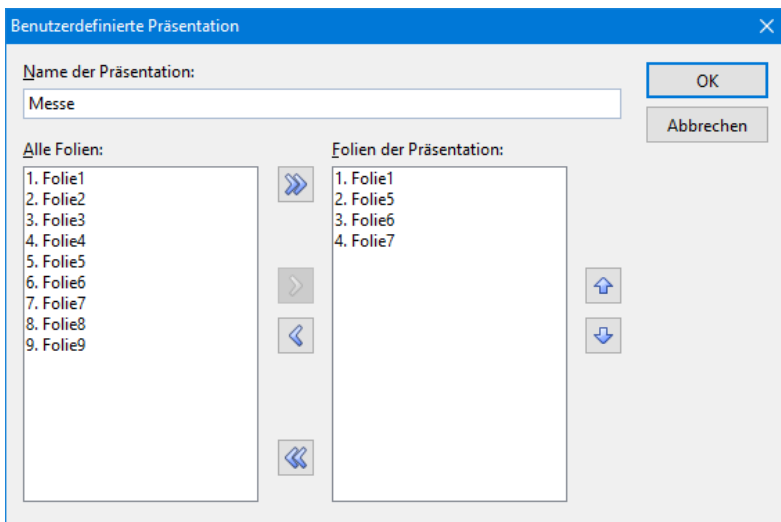 Benutzerdefinierte Präsentation
Name der Präsentation:
Messe
OK
Abbrechen
Alle Folien:
1. Folie1
2. Folie2
3. Folie3
4. Folie4
5. Folie5
6. Folie6
7. Folie7
8. Folie8
9. Folie9
Folien der Präsentation:
1. Folie1
2. Folie5
3. Folie6
4. Folie7